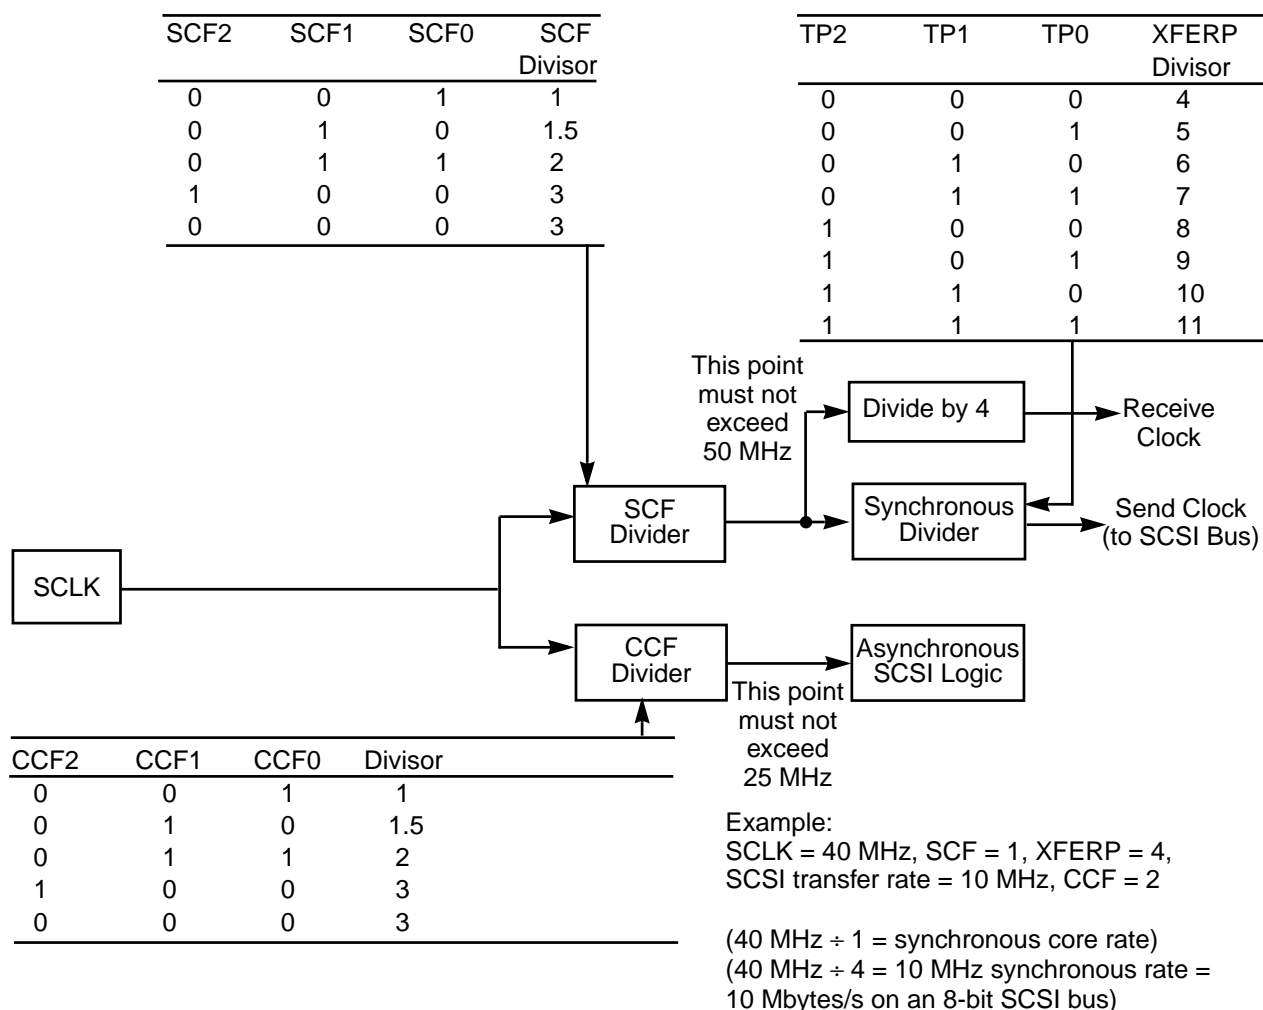 SCF2 SCF1 SCF0 SCF
Divisor
0 0 1 1
0 1 0 1.5
0 1 1 2
1 0 0 3
0 0 0 3
TP2 TP1 TP0 XFERP
Divisor
0 0 0 4
0 0 1 5
0 1 0 6
0 1 1 7
1 0 0 8
1 0 1 9
1 1 0 10
1 1 1 11
This point
must not
exceed
50 MHz
Divide by 4
Receive
Clock
SCF
Divider
Synchronous
Divider
Send Clock
(to SCSI Bus)
SCLK
CCF
Divider
Asynchronous
SCSI Logic
This point
must not
exceed
25 MHz
CCF2 CCF1 CCF0 Divisor
0 0 1 1
0 1 0 1.5
0 1 1 2
1 0 0 3
0 0 0 3
Example:
SCLK = 40 MHz, SCF = 1, XFERP = 4,
SCSI transfer rate = 10 MHz, CCF = 2
(40 MHz ÷ 1 = synchronous core rate)
(40 MHz ÷ 4 = 10 MHz synchronous rate =
10 Mbytes/s on an 8-bit SCSI bus)